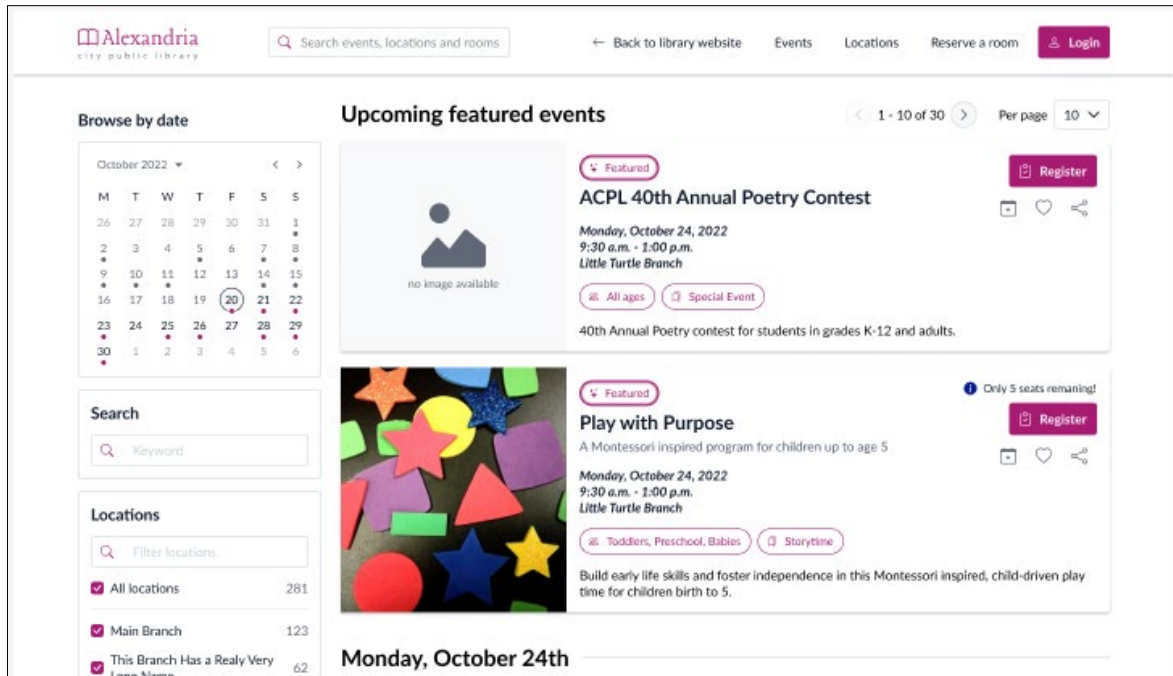 Alexandria
city public library
Search events, locations and rooms
← Back to library website
Events
Locations
Reserve a room
Login
Browse by date
October 2022
M T W T F S S
26 27 28 29 30 31 1
2 3 4 5 6 7 8
9 10 11 12 13 14 15
16 17 18 19 20 21 22
23 24 25 26 27 28 29
30 1 2 3 4 5 6
Search
Keyword
Locations
Filter locations
All locations 281
Main Branch 123
This Branch Has a Realy Very 62
Long Name
Upcoming featured events
1 - 10 of 30
Per page 10
Featured
Register
ACPL 40th Annual Poetry Contest
Monday, October 24, 2022
9:30 a.m. - 1:00 p.m.
Little Turtle Branch
no image available
All ages
Special Event
40th Annual Poetry contest for students in grades K-12 and adults.
Featured
Only 5 seats remaning!
Register
Play with Purpose
A Montessori inspired program for children up to age 5
Monday, October 24, 2022
9:30 a.m. - 1:00 p.m.
Little Turtle Branch
Toddlers, Preschool, Babies
Storytime
Build early life skills and foster independence in this Montessori inspired, child-driven play
time for children birth to 5.
Monday, October 24th